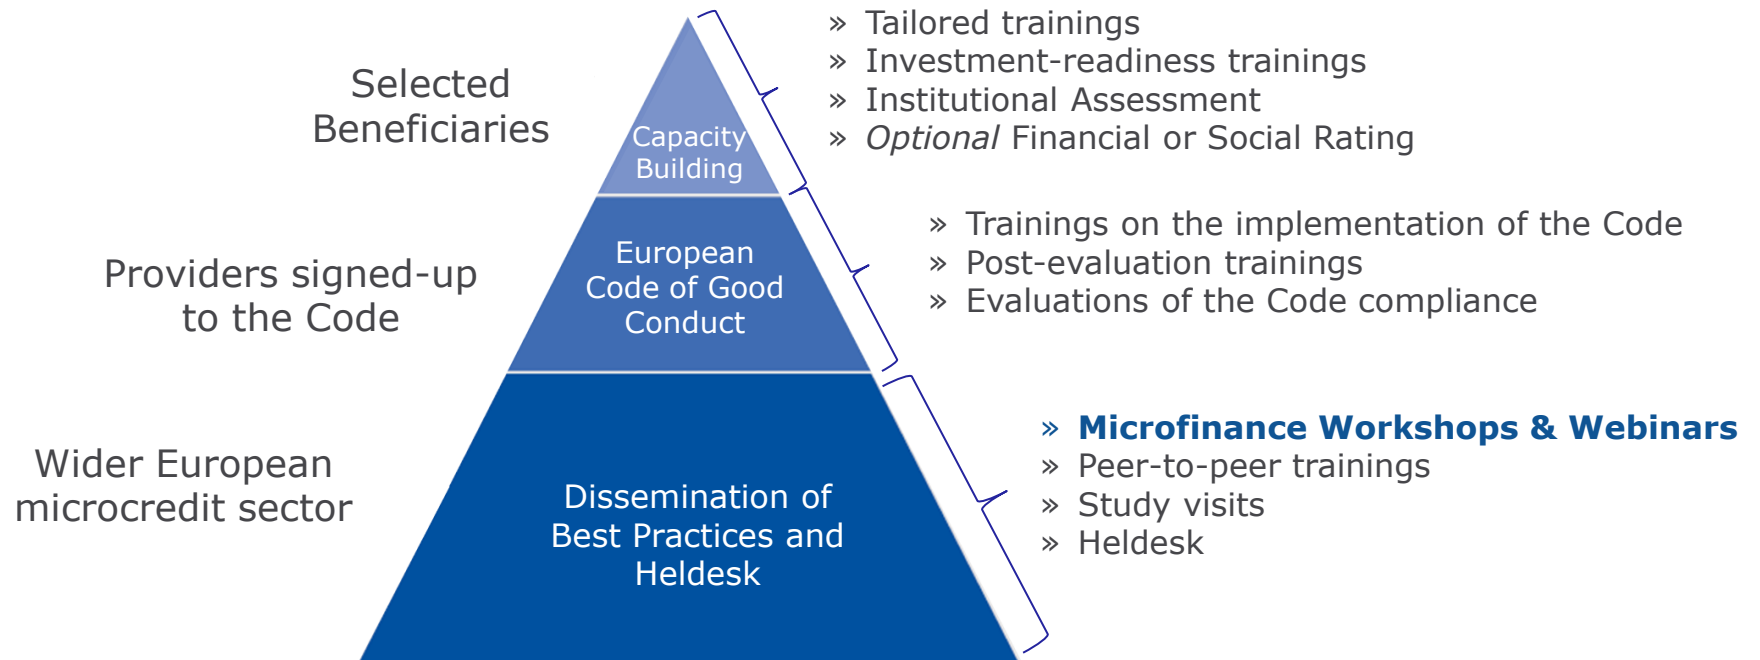 Selected
Beneficiaries
Capacity
Building
» Tailored trainings
» Investment-readiness trainings
» Institutional Assessment
» Optional Financial or Social Rating
Providers signed-up
to the Code
European
Code of Good
Conduct
» Trainings on the implementation of the Code
» Post-evaluation trainings
» Evaluations of the Code compliance
Wider European
microcredit sector
Dissemination of
Best Practices and
Heldesk
» Microfinance Workshops & Webinars
» Peer-to-peer trainings
» Study visits
» Heldesk